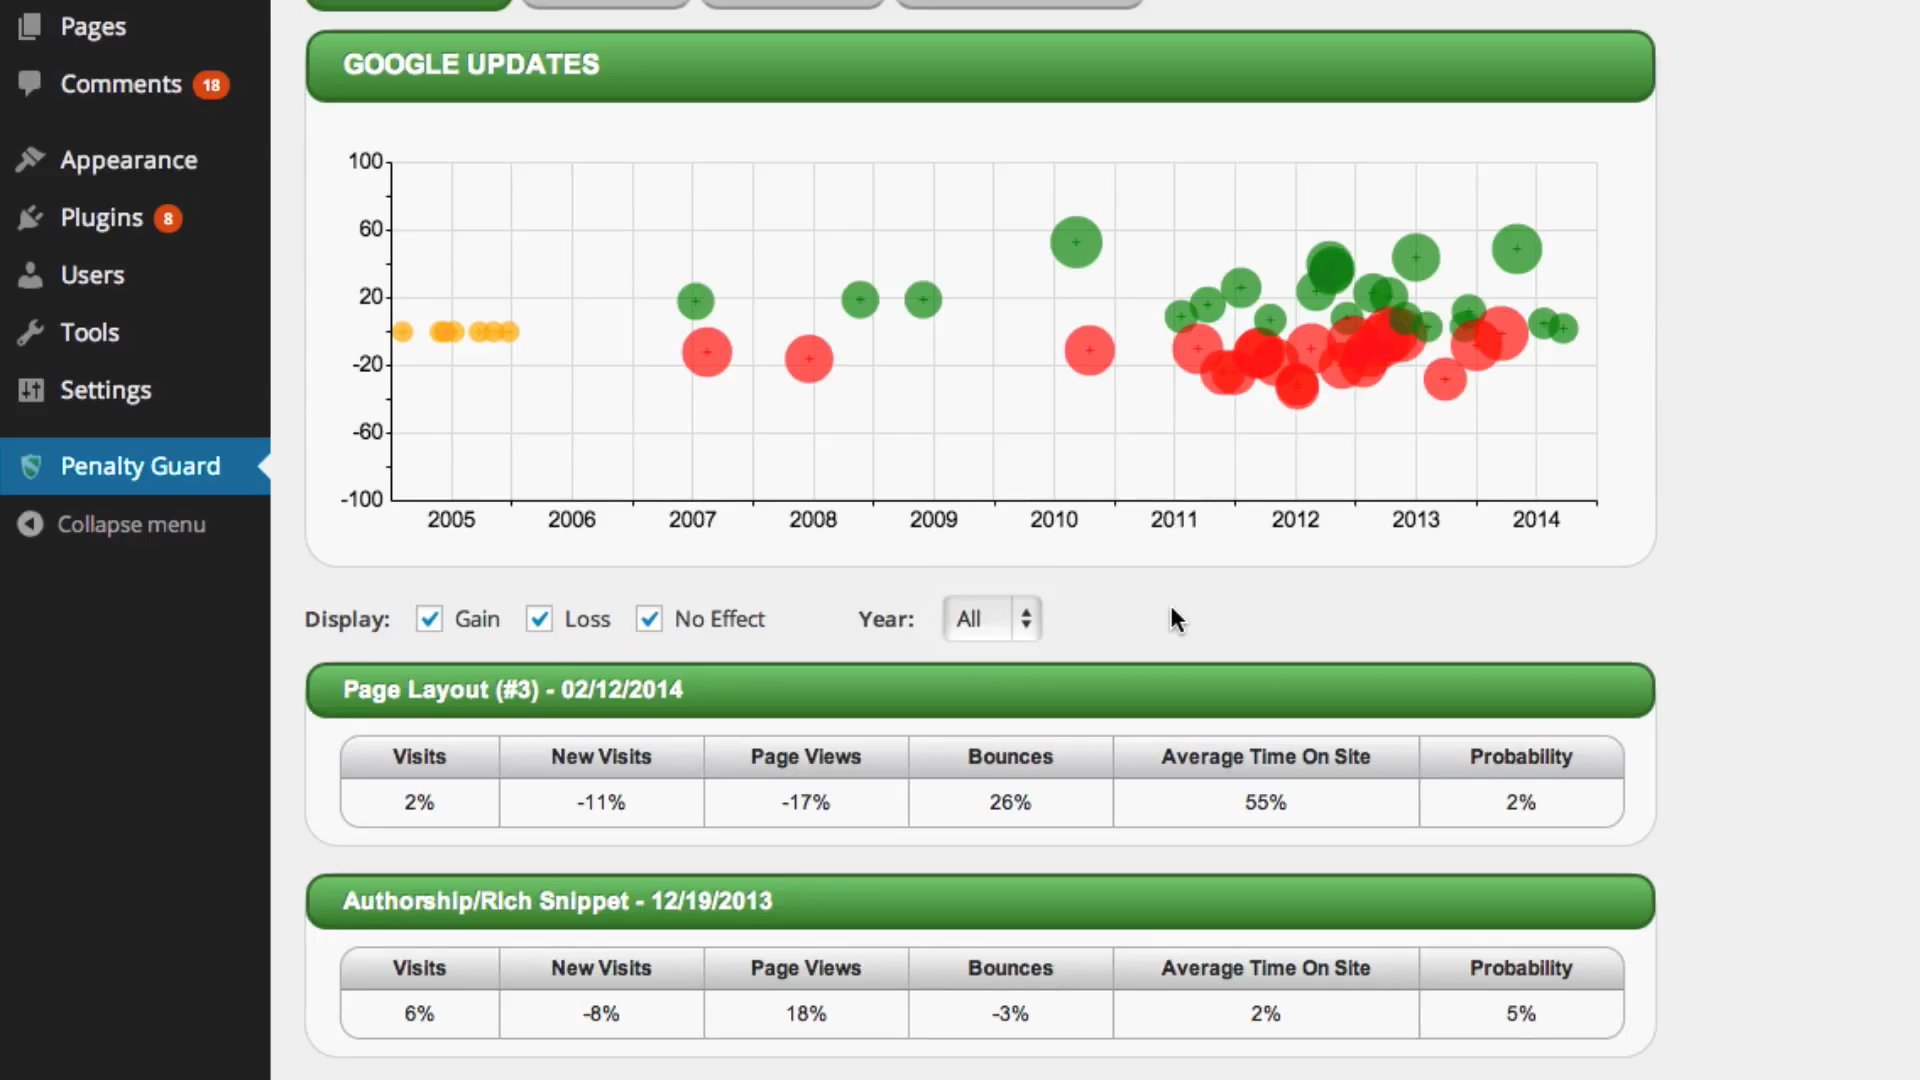 Pages
Comments 18
Appearance
Plugins 8
Users
Tools
Settings
Penalty Guard
Collapse menu
GOOGLE UPDATES
100
60
20
-20
-60
-100
2005 2006 2007 2008 2009 2010 2011 2012 2013 2014
Display: Gain Loss No Effect Year: All
Page Layout (#3) - 02/12/2014
Visits New Visits Page Views Bounces Average Time On Site Probability
2% -11% -17% 26% 55% 2%
Authorship/Rich Snippet - 12/19/2013
Visits New Visits Page Views Bounces Average Time On Site Probability
6% -8% 18% -3% 2% 5%